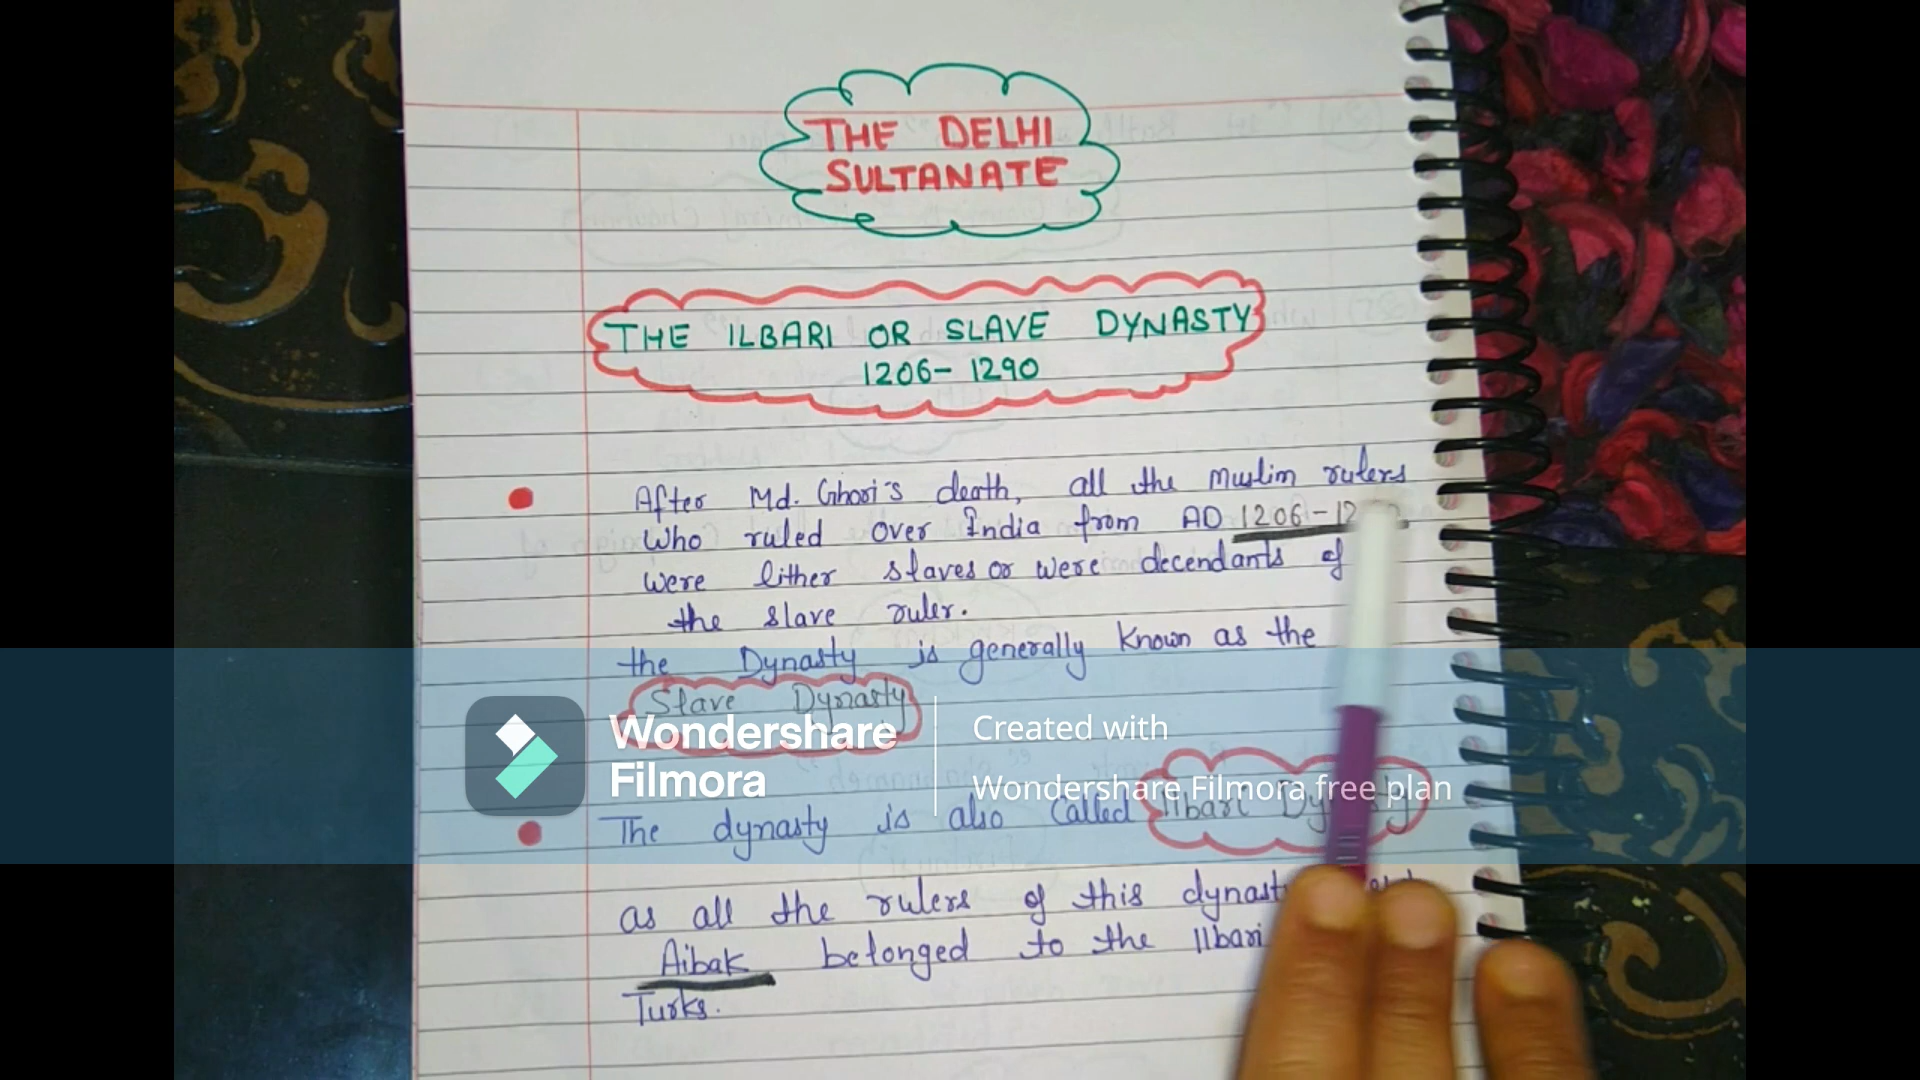 THE DELHI
SULTANATE
THE ILBARI OR SLAVE DYNASTY
1206- 1290
After Md. Ghori's death, all the Muslim rulers
Who ruled over India from AD 1206-12
were either slaves or were decendants of
the slave ruler.
the Dynasty is generally known as the
Slave Dynasty
Wondershare
Filmora
Created with
Wondershare Filmora free plan
The dynasty is also called Ilbari
as all the rulers of this
Aibak belonged to the Ilbari
Turks.